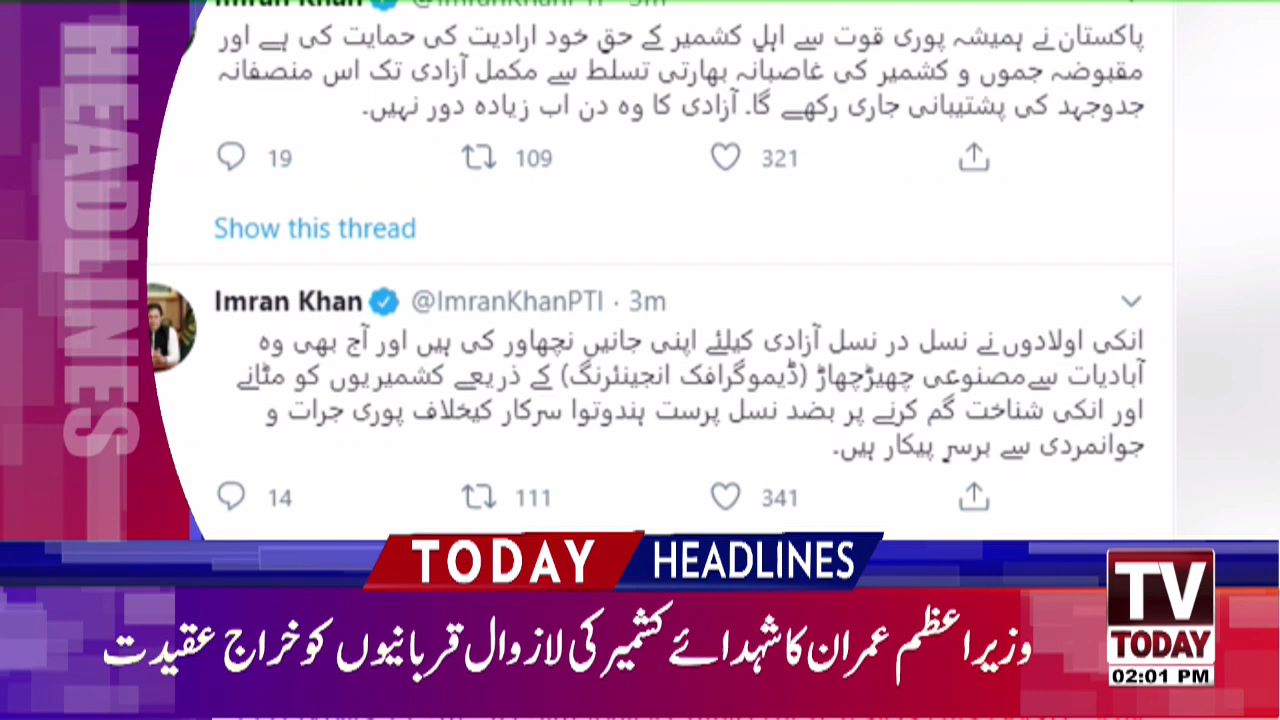 Imran Khan @ImranKhanPTI · 3m
پاکستان نے ہمیشہ پوری قوت سے اہلِ کشمیر کے حقِ خود ارادیت کی حمایت کی ہے اور
مقبوضہ جموں و کشمیر کی غاصبانہ بھارتی تسلط سے مکمل آزادی تک اس منصفانہ
جدوجہد کی پشتیبانی جاری رکھے گا۔ آزادی کا وہ دن اب زیادہ دور نہیں۔
19 109 321
Show this thread
Imran Khan @ImranKhanPTI · 3m
انکی اولادوں نے نسل در نسل آزادی کیلئے اپنی جانیں نچھاور کی ہیں اور آج بھی وہ
آبادیات سےمصنوعی چھیڑچھاڑ (ڈیموگرافک انجینئرنگ) کے ذریعے کشمیریوں کو مٹانے
اور انکی شناخت گم کرنے پر بضد نسل پرست ہندوتوا سرکار کیخلاف پوری جرات و
جوانمردی سے برسرِ پیکار ہیں۔
14 111 341
HEADLINES
TODAY HEADLINES
وزیراعظم عمران کا شہدائے کشمیر کی لازوال قربانیوں کو خراج عقیدت
TV
TODAY
02:01 PM